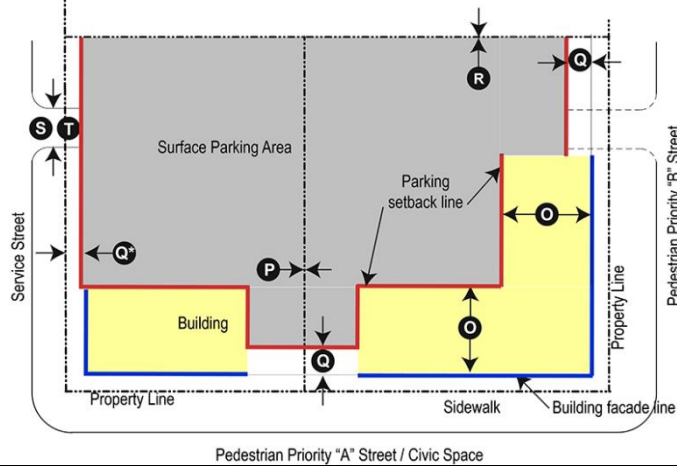 Q
R
S T
Surface Parking Area
Parking
setback line
O
Q*
P
Service Street
Pedestrian Priority "B" Street
Property Line
Building
O
Q
Property Line
Sidewalk
Building facade line
Pedestrian Priority "A" Street / Civic Space